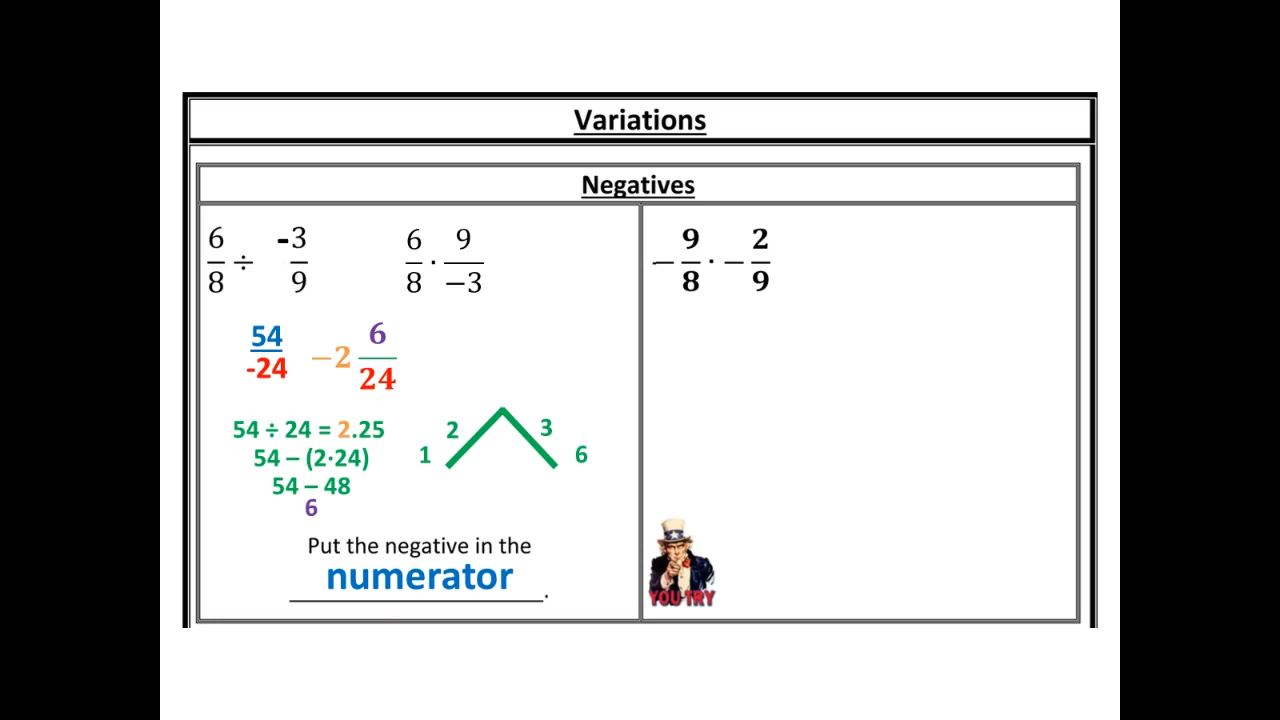 Variations
Negatives
6/8 ÷ -3/9
6/8 · 9/−3
54/-24 −2 6/24
54 ÷ 24 = 2.25
54 – (2·24)
54 – 48
6
2 3
1 6
Put the negative in the
numerator
.
− 9/8 · − 2/9
YOU TRY